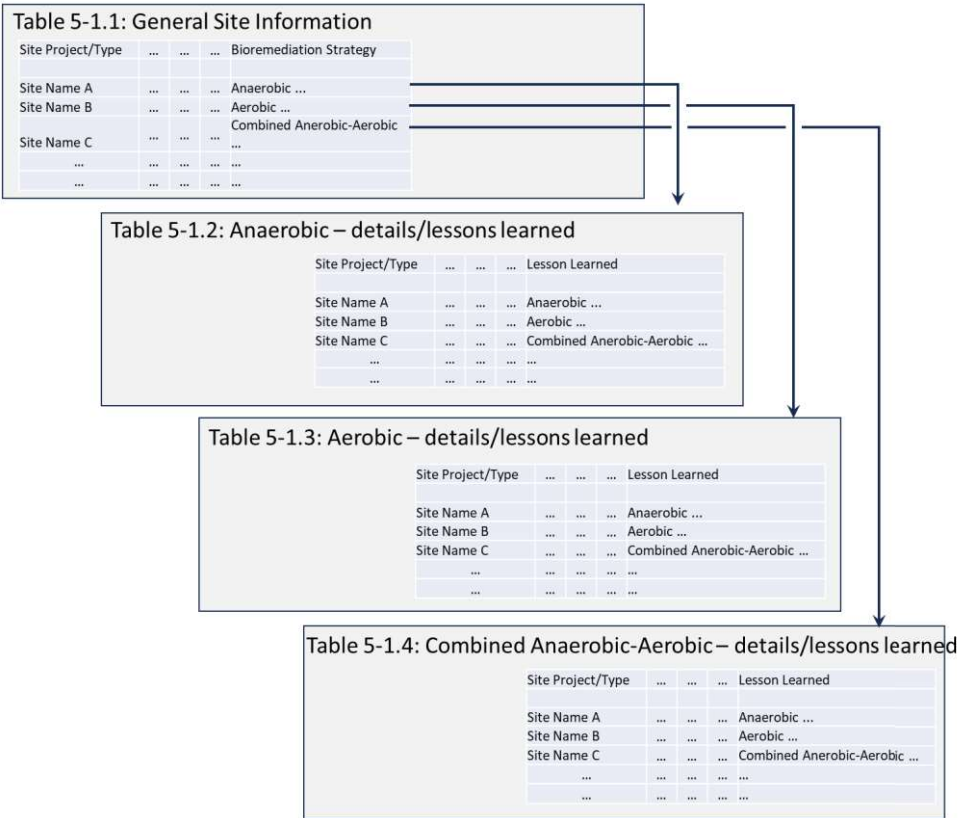 Table 5-1.1: General Site Information
Site Project/Type ... ... ... Bioremediation Strategy
Site Name A ... ... ... Anaerobic ...
Site Name B ... ... ... Aerobic ...
Combined Anerobic-Aerobic
Site Name C ... ... ... ...
... ... ... ... ...
... ... ... ... ...
Table 5-1.2: Anaerobic – details/lessons learned
Site Project/Type ... ... ... Lesson Learned
Site Name A ... ... ... Anaerobic ...
Site Name B ... ... ... Aerobic ...
Site Name C ... ... ... Combined Anerobic-Aerobic ...
... ... ... ... ...
... ... ... ... ...
Table 5-1.3: Aerobic – details/lessons learned
Site Project/Type ... ... ... Lesson Learned
Site Name A ... ... ... Anaerobic ...
Site Name B ... ... ... Aerobic ...
Site Name C ... ... ... Combined Anerobic-Aerobic ...
... ... ... ... ...
... ... ... ... ...
Table 5-1.4: Combined Anaerobic-Aerobic – details/lessons learned
Site Project/Type ... ... ... Lesson Learned
Site Name A ... ... ... Anaerobic ...
Site Name B ... ... ... Aerobic ...
Site Name C ... ... ... Combined Anerobic-Aerobic ...
... ... ... ... ...
... ... ... ... ...